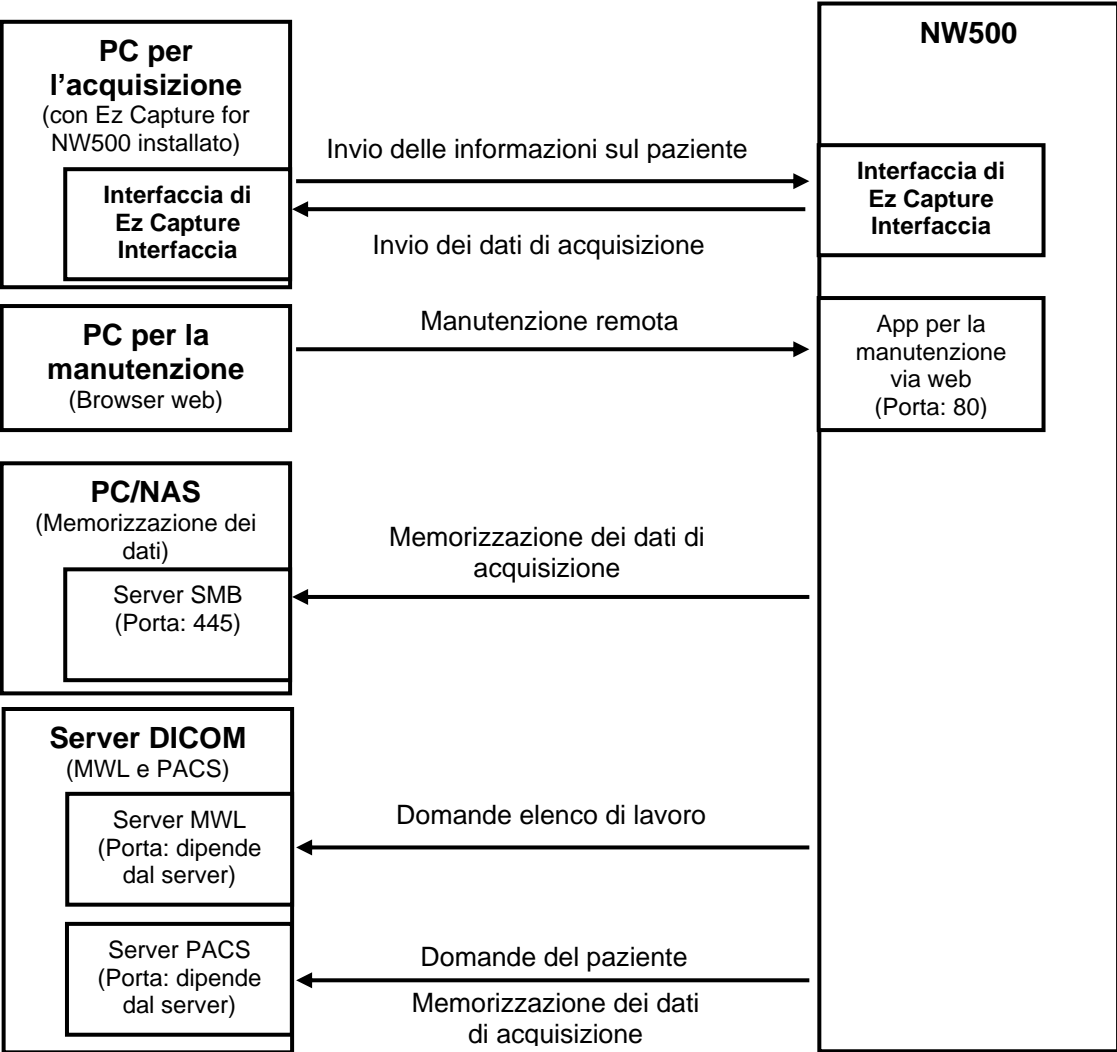 PC per
l’acquisizione
(con Ez Capture for
NW500 installato)
Interfaccia di
Ez Capture
Interfaccia
Invio delle informazioni sul paziente
Invio dei dati di acquisizione
NW500
Interfaccia di
Ez Capture
Interfaccia
PC per la
manutenzione
(Browser web)
Manutenzione remota
App per la
manutenzione
via web
(Porta: 80)
PC/NAS
(Memorizzazione dei
dati)
Server SMB
(Porta: 445)
Memorizzazione dei dati di
acquisizione
Server DICOM
(MWL e PACS)
Server MWL
(Porta: dipende
dal server)
Domande elenco di lavoro
Server PACS
(Porta: dipende
dal server)
Domande del paziente
Memorizzazione dei dati
di acquisizione